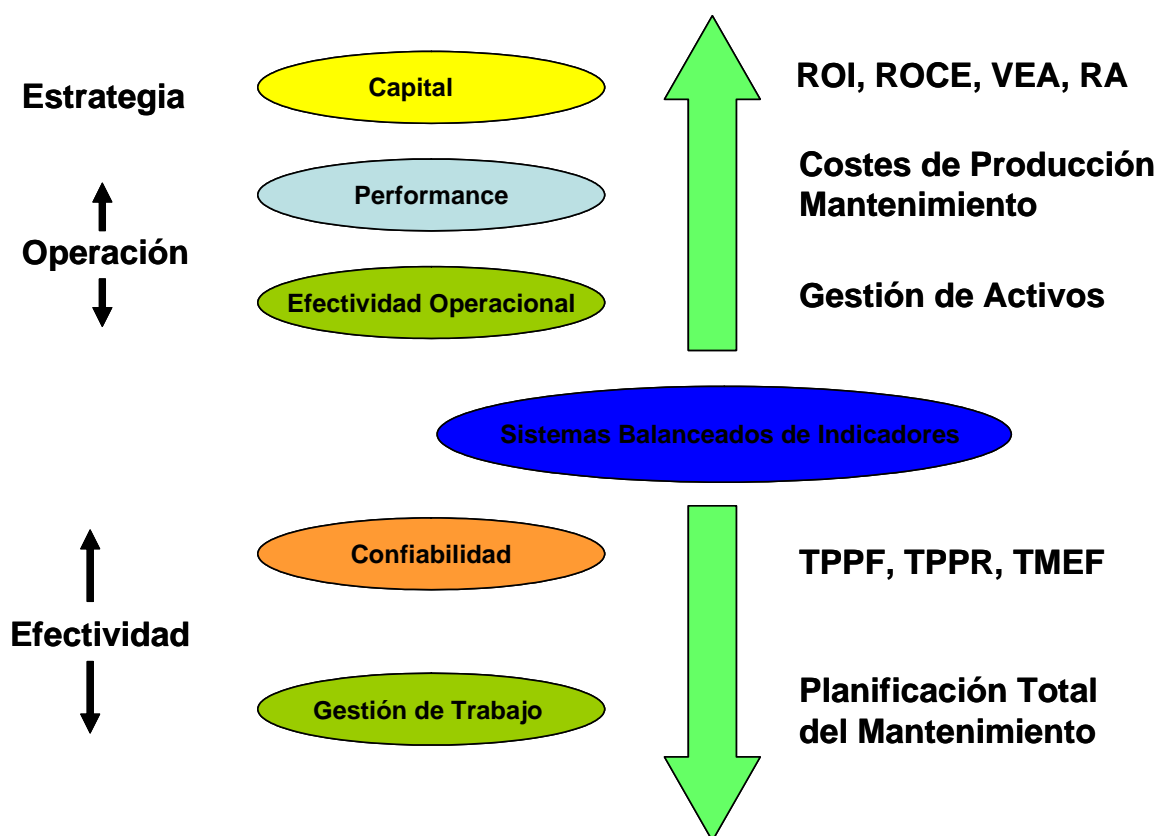 Estrategia
Capital
ROI, ROCE, VEA, RA
Performance
Costes de Producción
Mantenimiento
Operación
Efectividad Operacional
Gestión de Activos
Sistemas Balanceados de Indicadores
Confiabilidad
TPPF, TPPR, TMEF
Efectividad
Gestión de Trabajo
Planificación Total
del Mantenimiento